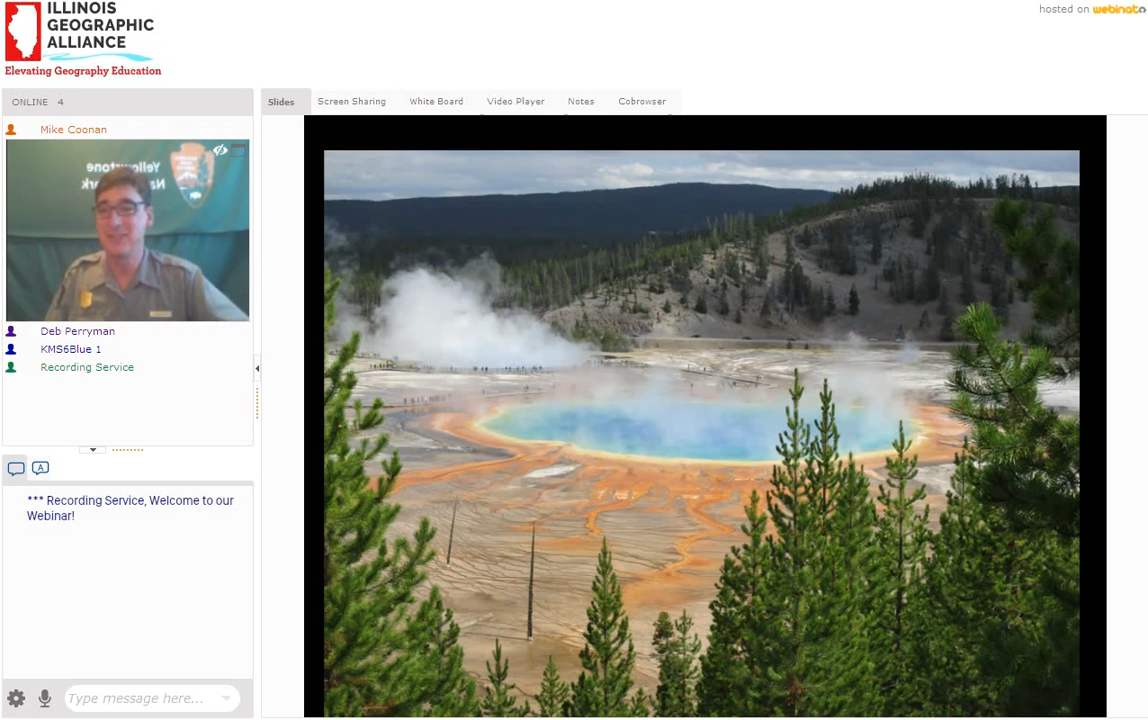 ILLINOIS
GEOGRAPHIC
ALLIANCE
Elevating Geography Education
hosted on webinato
ONLINE 4
Mike Coonan
Yellowstone
Deb Perryman
KMS6Blue 1
Recording Service
*** Recording Service, Welcome to our
Webinar!
Type message here...
Slides
Screen Sharing
White Board
Video Player
Notes
Cobrowser
A